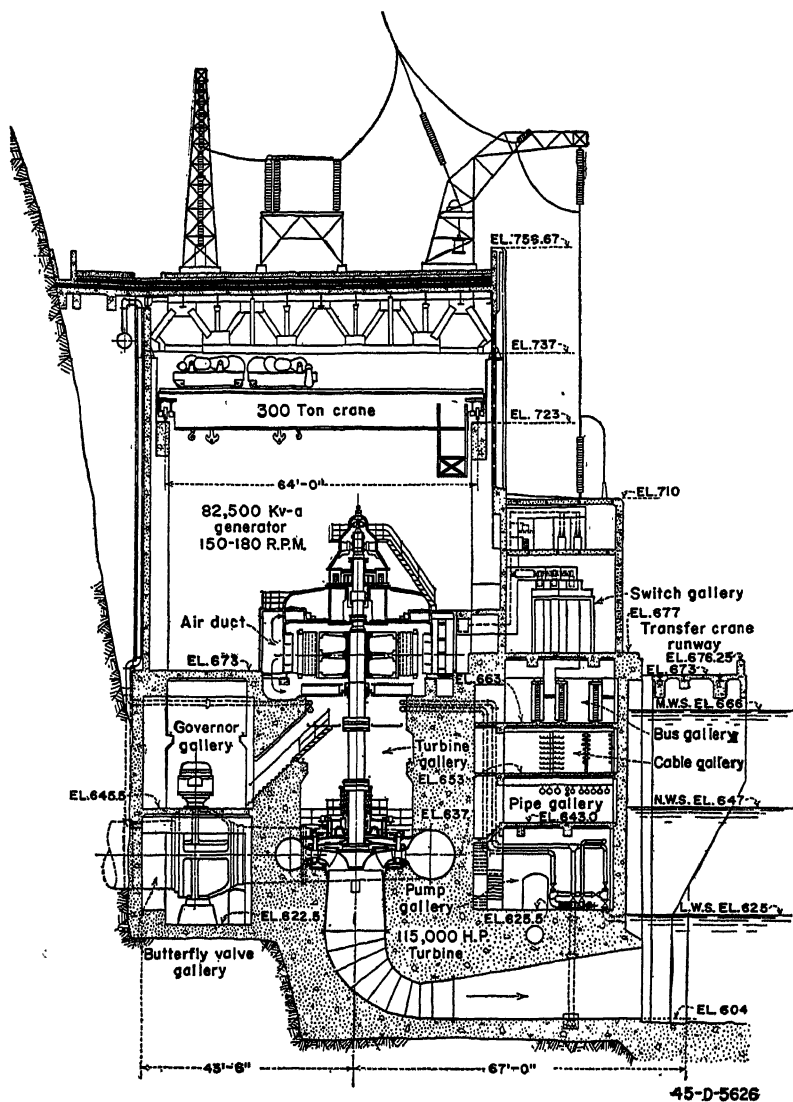 EL.756.67
EL.737
300 Ton crane
EL. 723
64'-0"
EL.710
82,500 Kv-a
generator
150-180 R.P.M.
Switch gallery
EL.677
Transfer crane
runway
EL.676.25
EL. 673
Air duct
EL.673
EL.663
M.W.S. EL.666
Governor
gallery
Turbine
gallery
Bus gallery
Cable gallery
EL.653
EL.645.5
EL.637
Pipe gallery
EL.643.0
N.W.S. EL.647
Pump
gallery
EL.622.5
EL.625.5
L.W.S. EL.625
115,000 H.P.
Turbine
Butterfly valve
gallery
EL.604
43'-6"
67'-0"
45-D-5626